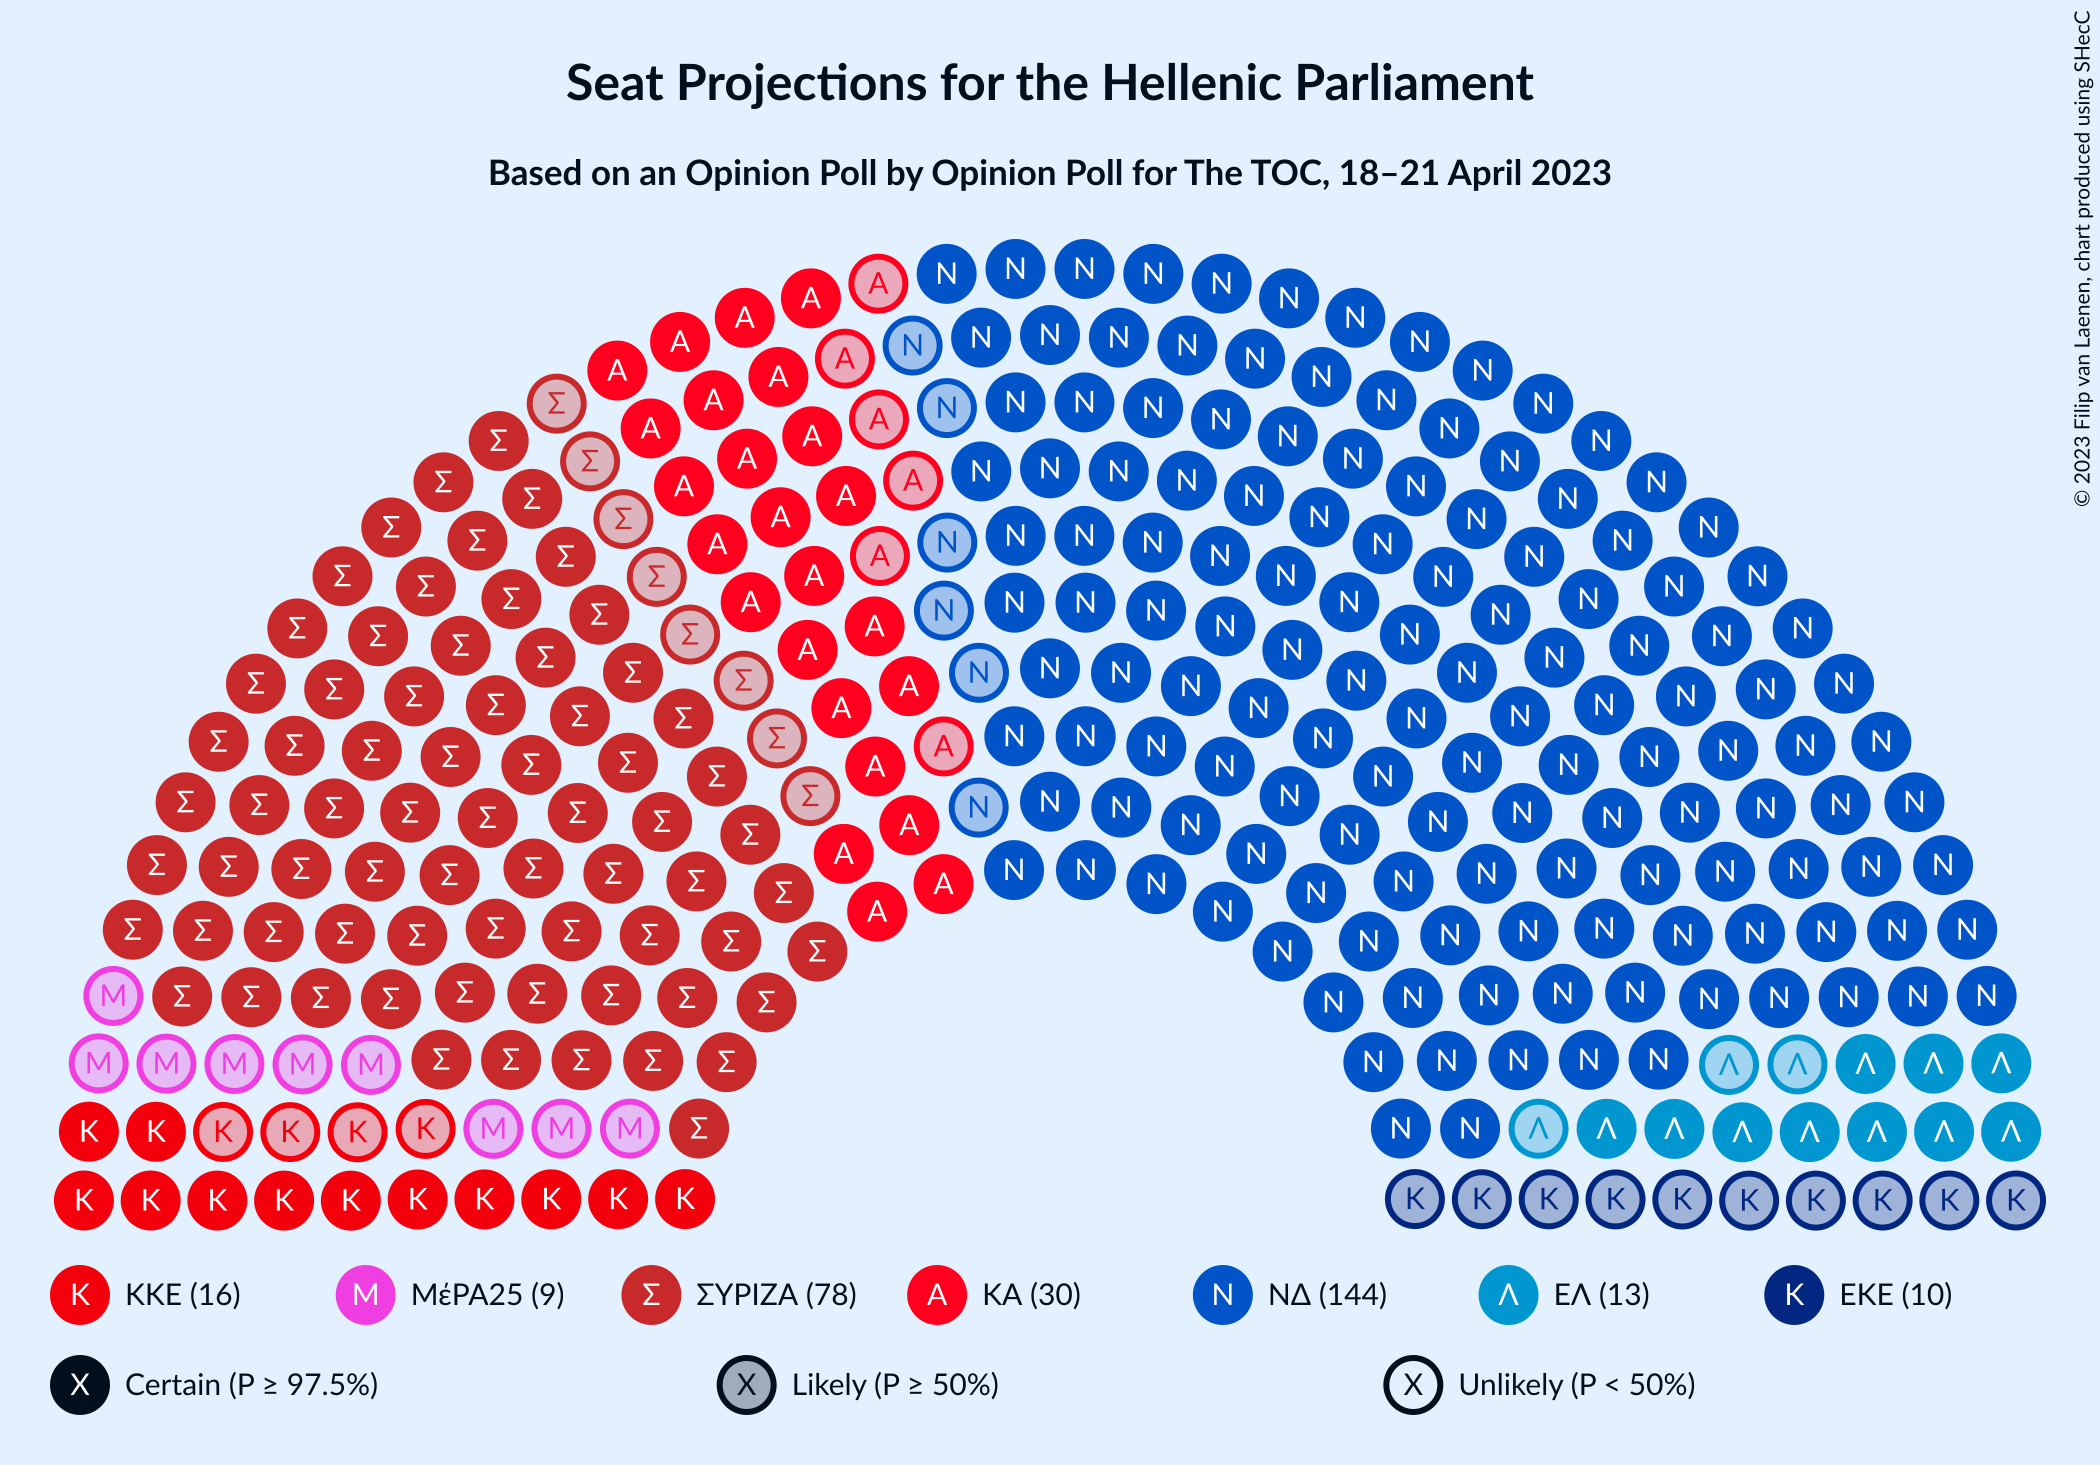 Seat Projections for the Hellenic Parliament
Based on an Opinion Poll by Opinion Poll for The TOC, 18–21 April 2023
© 2023 Filip van Laenen, chart produced using SHecC
K ΚΚΕ (16) M ΜέΡΑ25 (9) Σ ΣΥΡΙΖΑ (78) A ΚΑ (30) N ΝΔ (144) Λ ΕΛ (13) K ΕΚΕ (10)
X Certain (P ≥ 97.5%) X Likely (P ≥ 50%) X Unlikely (P < 50%)